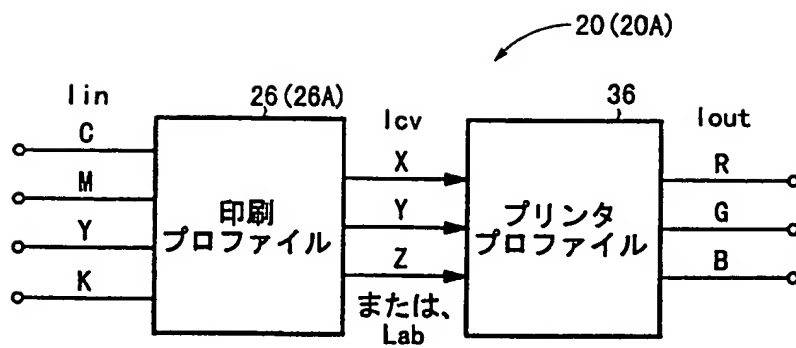 20(20A)
Iin
26(26A)
Icv
36
Iout
C
M
Y
K
印刷
プロファイル
X
Y
Z
または、
Lab
プリンタ
プロファイル
R
G
B